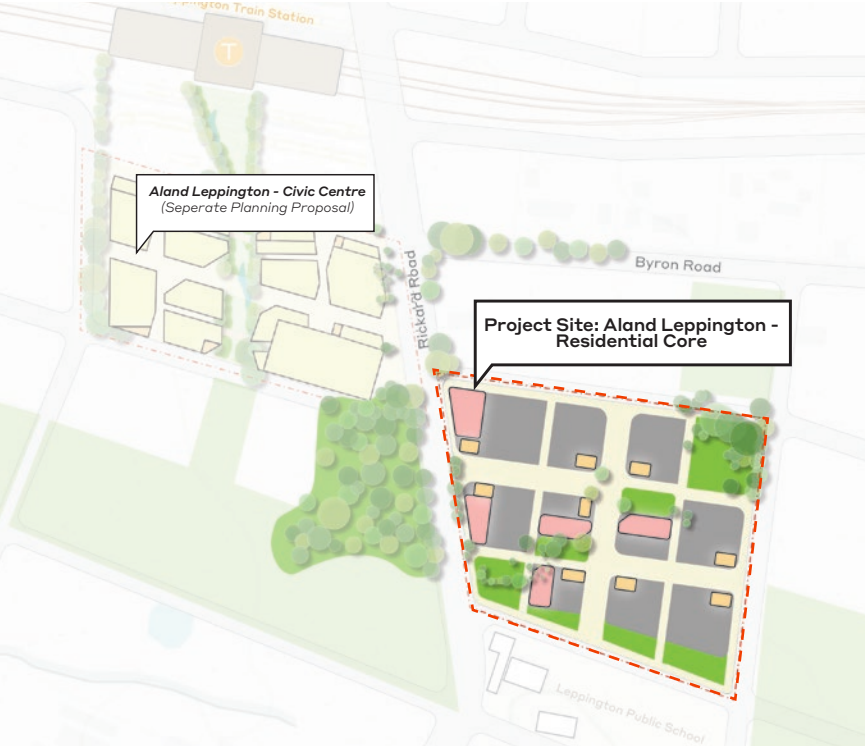 Train Station
T
Aland Leppington - Civic Centre
(Seperate Planning Proposal)
Rickard Road
Byron Road
Project Site: Aland Leppington -
Residential Core
Leppington Public School